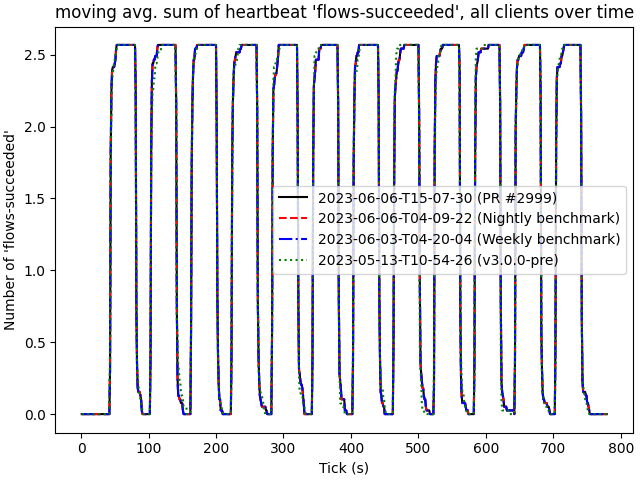 moving avg. sum of heartbeat 'flows-succeeded', all clients over time
Number of 'flows-succeeded'
2.5
2.0
1.5
1.0
0.5
0.0
2023-06-06-T15-07-30 (PR #2999)
2023-06-06-T04-09-22 (Nightly benchmark)
2023-06-03-T04-20-04 (Weekly benchmark)
2023-05-13-T10-54-26 (v3.0.0-pre)
0 100 200 300 400 500 600 700 800
Tick (s)